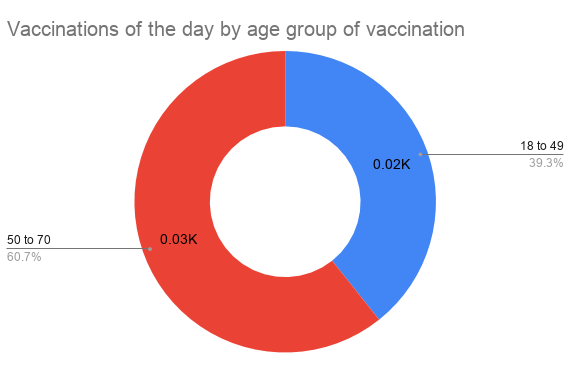 Vaccinations of the day by age group of vaccination
18 to 49
39.3%
0.02K
50 to 70
60.7%
0.03K